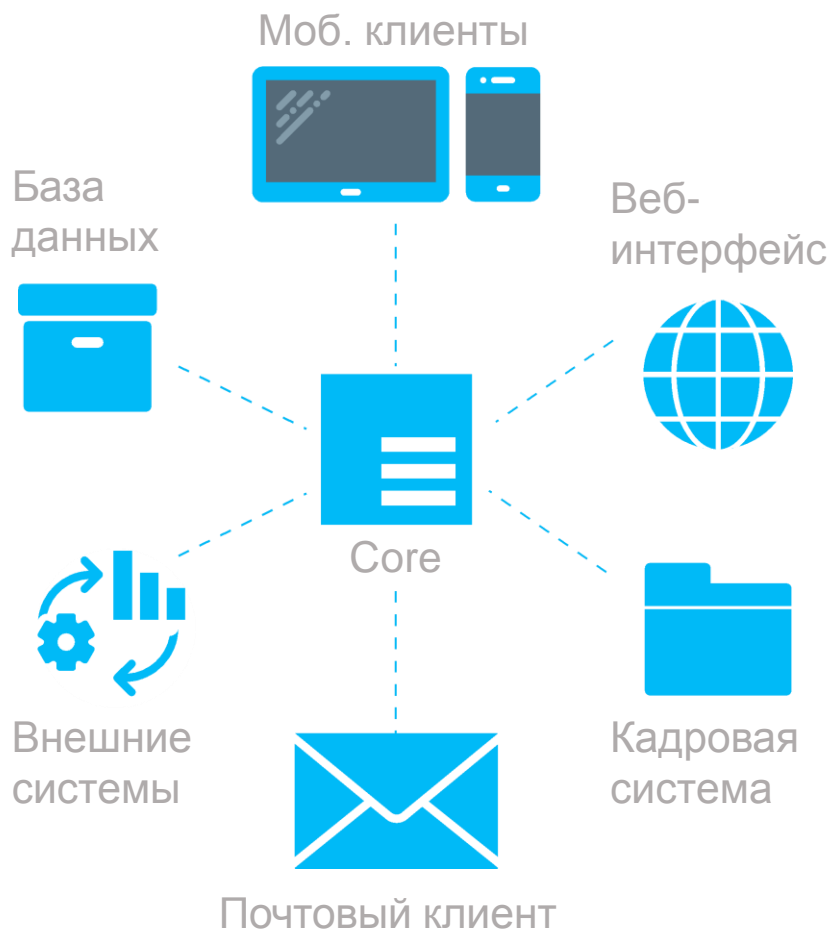 Моб. клиенты
База
данных
Веб-
интерфейс
Core
Внешние
системы
Кадровая
система
Почтовый клиент